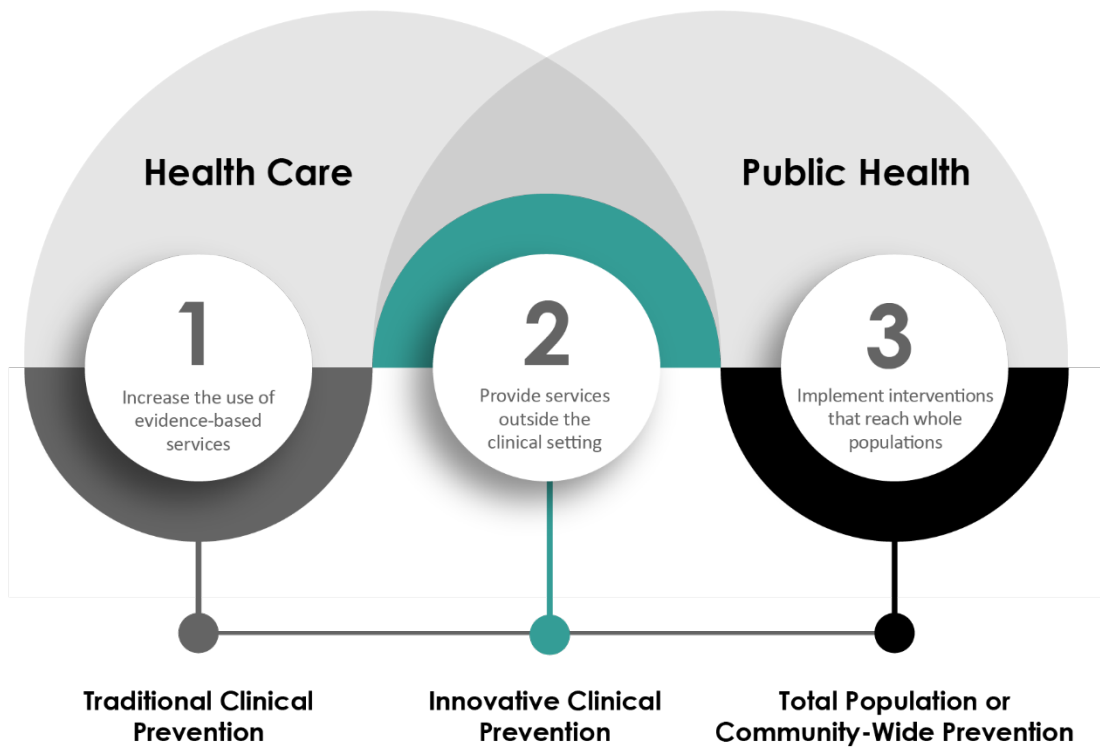 Health Care
Public Health
1
Increase the use of
evidence-based
services
2
Provide services
outside the
clinical setting
3
Implement interventions
that reach whole
populations
Traditional Clinical
Prevention
Innovative Clinical
Prevention
Total Population or
Community-Wide Prevention